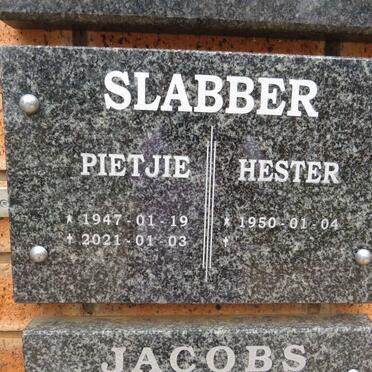 SLABBER
PIETJIE HESTER
* 1947-01-19 * 1950-01-04
† 2021-01-03 †
JACOBS